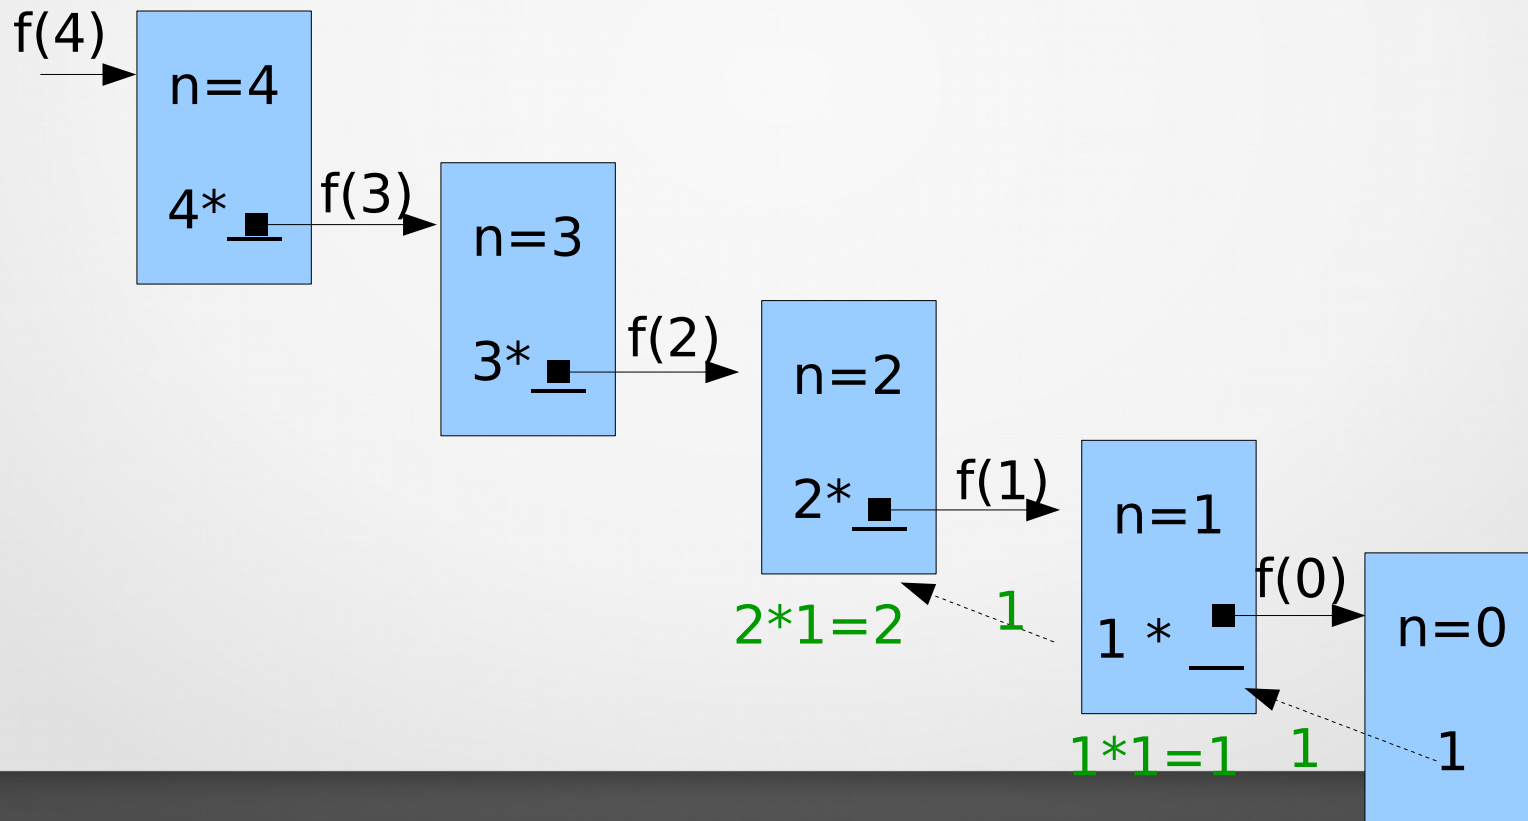 f(4)
n=4
4*
f(3)
n=3
3*
f(2)
n=2
2*
f(1)
2*1=2
1
n=1
1 *
f(0)
1*1=1
1
n=0
1